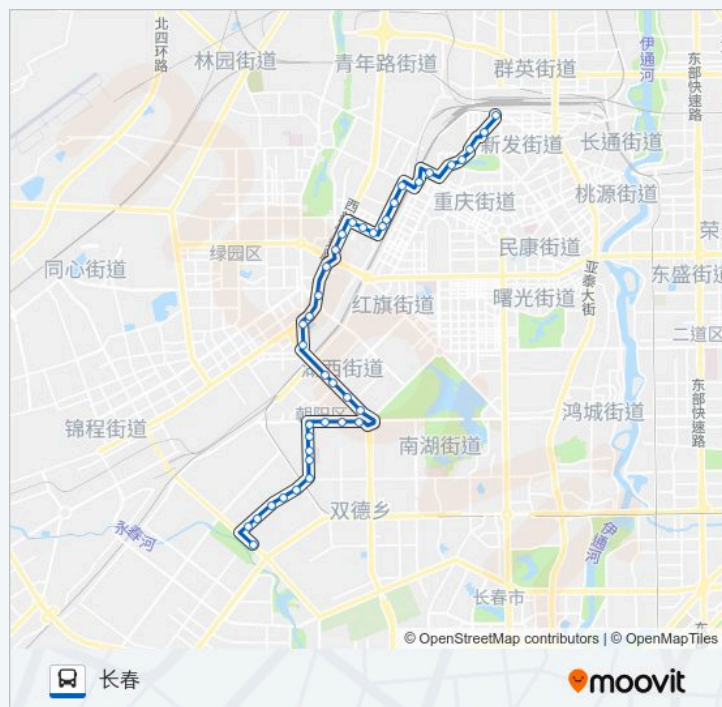 北四环路
林园街道
青年路街道
群英街道
伊通河
东部快速路
新发街道
长通街道
重庆街道
桃源街道
西
荣
绿园区
民康街道
同心街道
东盛街道
亚泰大街
红旗街道
曙光街道
二道区
湖西街道
朝阳区
鸿城街道
东部快速路
锦程街道
南湖街道
双德乡
永春河
伊通河
长春市
东
© OpenStreetMap contributors | © OpenMapTiles
长春
moovit